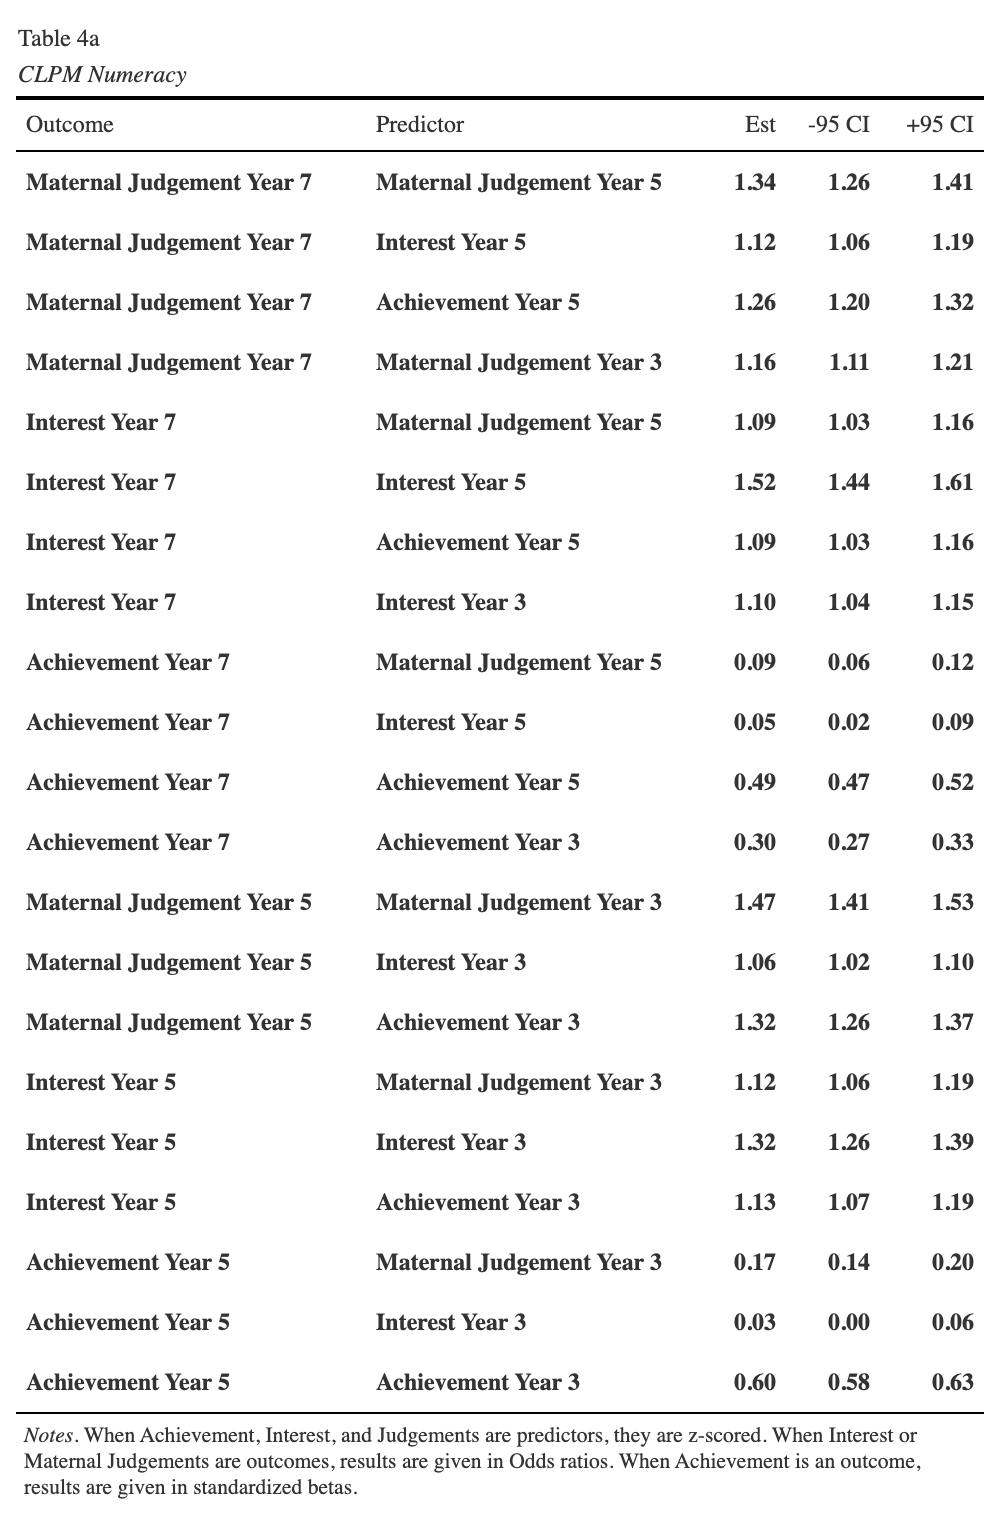 Table 4a
CLPM Numeracy
Outcome Predictor Est -95 CI +95 CI
Maternal Judgement Year 7 Maternal Judgement Year 5 1.34 1.26 1.41
Maternal Judgement Year 7 Interest Year 5 1.12 1.06 1.19
Maternal Judgement Year 7 Achievement Year 5 1.26 1.20 1.32
Maternal Judgement Year 7 Maternal Judgement Year 3 1.16 1.11 1.21
Interest Year 7 Maternal Judgement Year 5 1.09 1.03 1.16
Interest Year 7 Interest Year 5 1.52 1.44 1.61
Interest Year 7 Achievement Year 5 1.09 1.03 1.16
Interest Year 7 Interest Year 3 1.10 1.04 1.15
Achievement Year 7 Maternal Judgement Year 5 0.09 0.06 0.12
Achievement Year 7 Interest Year 5 0.05 0.02 0.09
Achievement Year 7 Achievement Year 5 0.49 0.47 0.52
Achievement Year 7 Achievement Year 3 0.30 0.27 0.33
Maternal Judgement Year 5 Maternal Judgement Year 3 1.47 1.41 1.53
Maternal Judgement Year 5 Interest Year 3 1.06 1.02 1.10
Maternal Judgement Year 5 Achievement Year 3 1.32 1.26 1.37
Interest Year 5 Maternal Judgement Year 3 1.12 1.06 1.19
Interest Year 5 Interest Year 3 1.32 1.26 1.39
Interest Year 5 Achievement Year 3 1.13 1.07 1.19
Achievement Year 5 Maternal Judgement Year 3 0.17 0.14 0.20
Achievement Year 5 Interest Year 3 0.03 0.00 0.06
Achievement Year 5 Achievement Year 3 0.60 0.58 0.63
Notes. When Achievement, Interest, and Judgements are predictors, they are z-scored. When Interest or
Maternal Judgements are outcomes, results are given in Odds ratios. When Achievement is an outcome,
results are given in standardized betas.